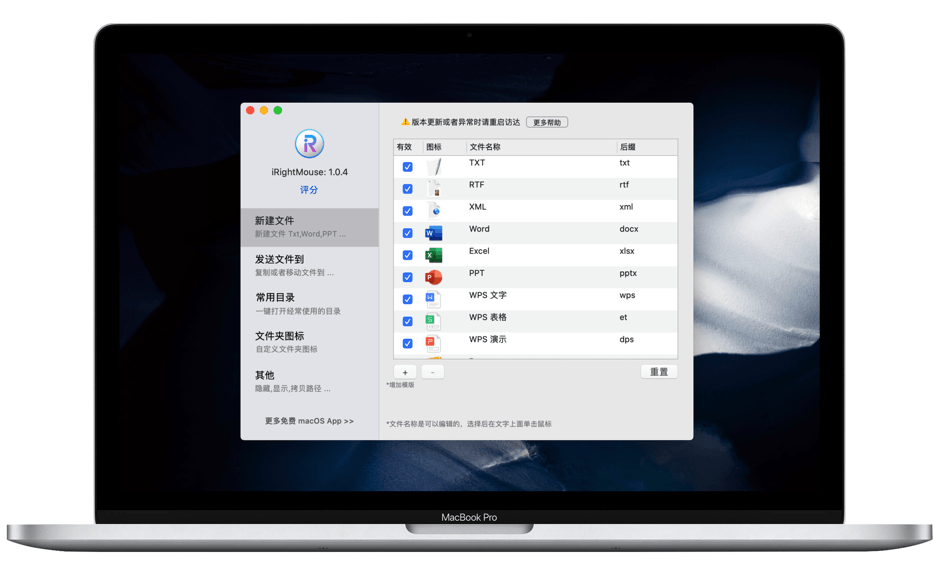 ⚠️版本更新或者异常时请重启访达 更多帮助
iRightMouse: 1.0.4
评分
新建文件
新建文件 Txt,Word,PPT ...
发送文件到
复制或者移动文件到 ...
常用目录
一键打开经常使用的目录
文件夹图标
自定义文件夹图标
其他
隐藏,显示,拷贝路径 ...
更多免费 macOS App >>
有效 图标 文件名称 后缀
TXT txt
RTF rtf
XML xml
W Word docx
X Excel xlsx
P PPT pptx
W WPS 文字 wps
S WPS 表格 et
P WPS 演示 dps
+ - 重置
*增加模版
*文件名称是可以编辑的，选择后在文字上面单击鼠标
MacBook Pro